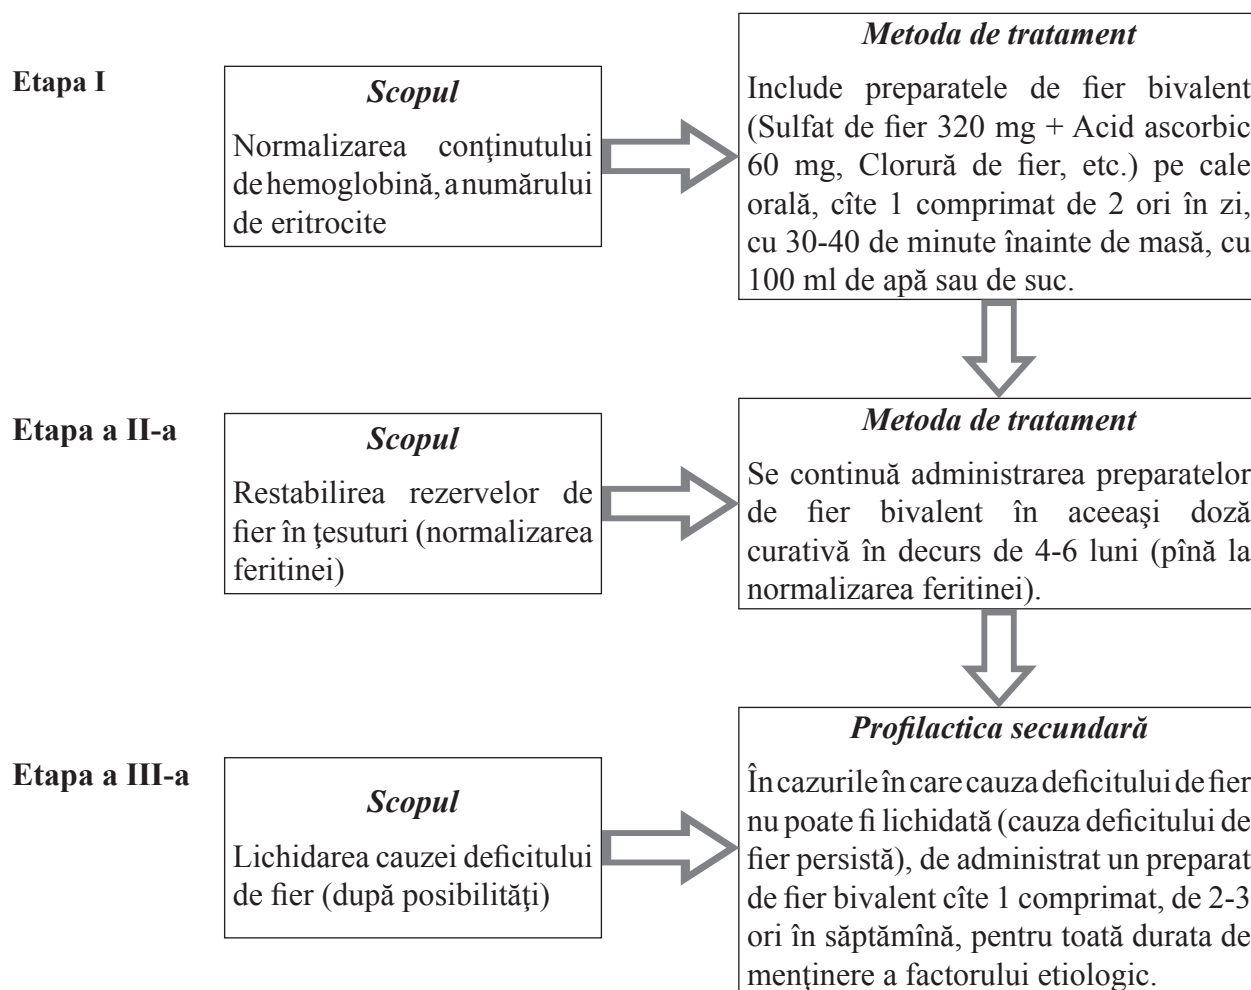 Etapa I
Scopul
Normalizarea conţinutului
de hemoglobină, a numărului
de eritrocite
Metoda de tratament
Include preparatele de fier bivalent
(Sulfat de fier 320 mg + Acid ascorbic
60 mg, Clorură de fier, etc.) pe cale
orală, cîte 1 comprimat de 2 ori în zi,
cu 30-40 de minute înainte de masă, cu
100 ml de apă sau de suc.
Etapa a II-a
Scopul
Restabilirea rezervelor de
fier în ţesuturi (normalizarea
feritinei)
Metoda de tratament
Se continuă administrarea preparatelor
de fier bivalent în aceeaşi doză
curativă în decurs de 4-6 luni (pînă la
normalizarea feritinei).
Etapa a III-a
Scopul
Lichidarea cauzei deficitului
de fier (după posibilităţi)
Profilactica secundară
În cazurile în care cauza deficitului de fier
nu poate fi lichidată (cauza deficitului de
fier persistă), de administrat un preparat
de fier bivalent cîte 1 comprimat, de 2-3
ori în săptămînă, pentru toată durata de
menţinere a factorului etiologic.